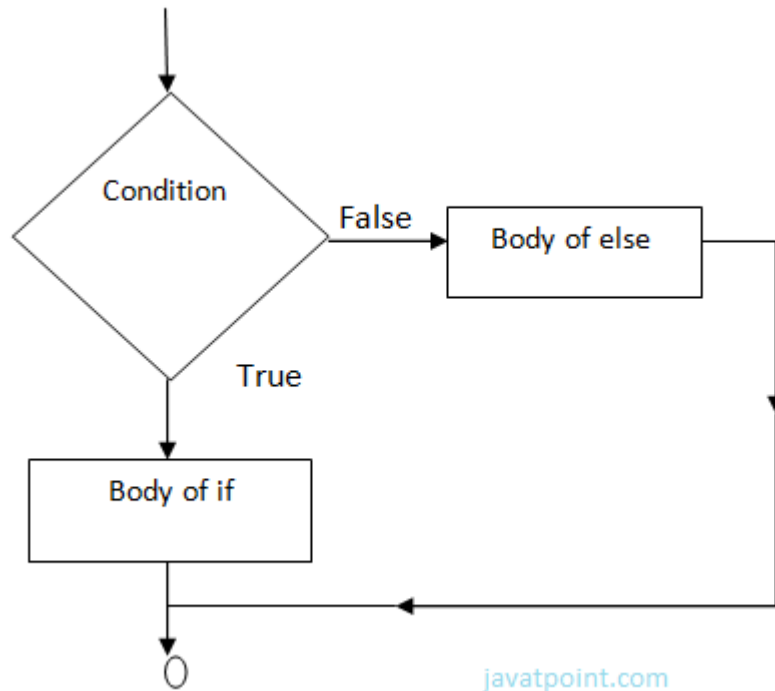 Condition
False
Body of else
True
Body of if
javatpoint.com